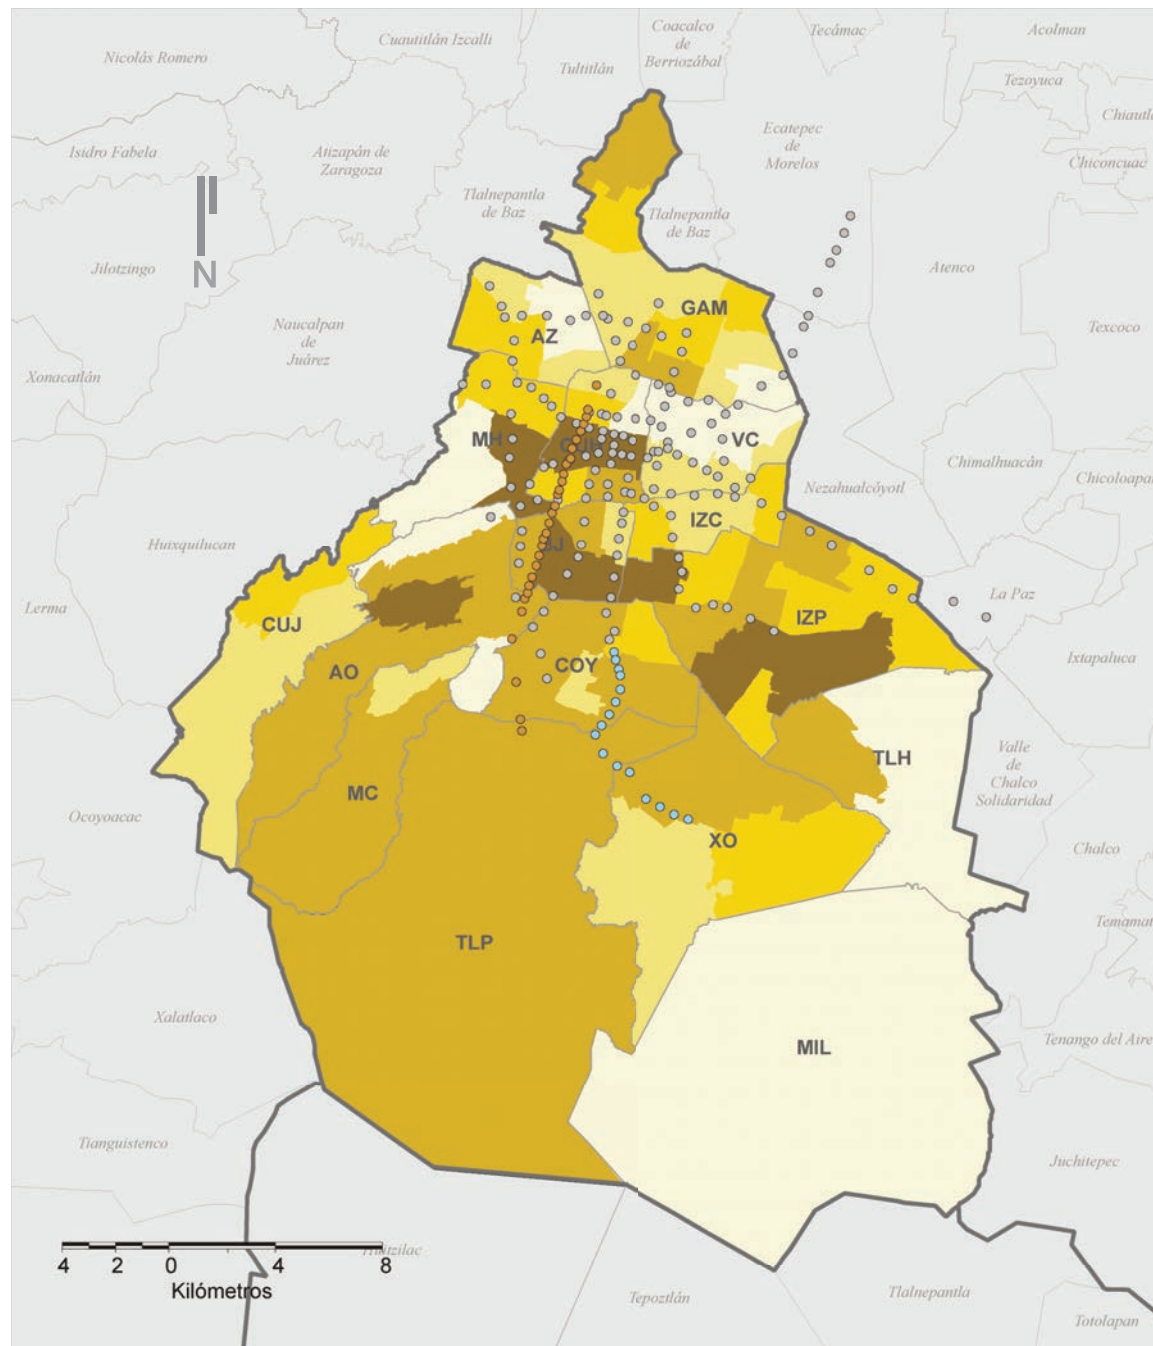 Coacalco
de
Berriozábal
Tecámac
Acolman
Cuautitlán Izcalli
Nicolás Romero
Tultitlán
Tezoyuca
Ecatepec
de
Morelos
Isidro Fabela
Atizapán de
Zaragoza
Chiconcuac
Tlalnepantla
de Baz
Tlalnepantla
de Baz
N
Jilotzingo
Atenco
GAM
Naucalpan
de
Juárez
AZ
Texcoco
Xonacatlán
MH
VC
Chimalhuacán
Nezahualcóyotl
IZC
Huixquilucan
BJ
Lerma
La Paz
CUJ
IZP
AO
COY
Ixtapaluca
TLH
Valle
de
Chalco
Solidaridad
MC
Ocoyoacac
XO
Chalco
TLP
Xalatlaco
MIL
Tenango del Aire
Tianguistenco
Juchitepec
4 2 0 4 8
Kilómetros
Tepoztlán
Tlalnepantla
Totolapan